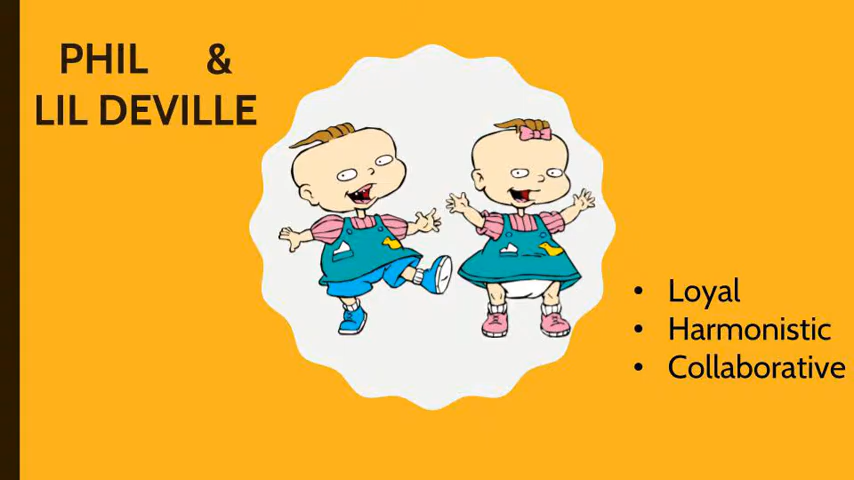 PHIL &
LIL DEVILLE
• Loyal
• Harmonistic
• Collaborative